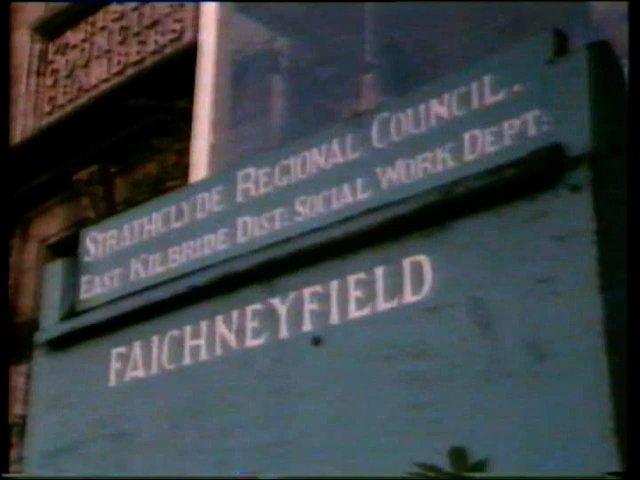 STRATHCLYDE REGIONAL COUNCIL.
EAST KILBRIDE DIST: SOCIAL WORK DEPT:
FAICHNEYFIELD